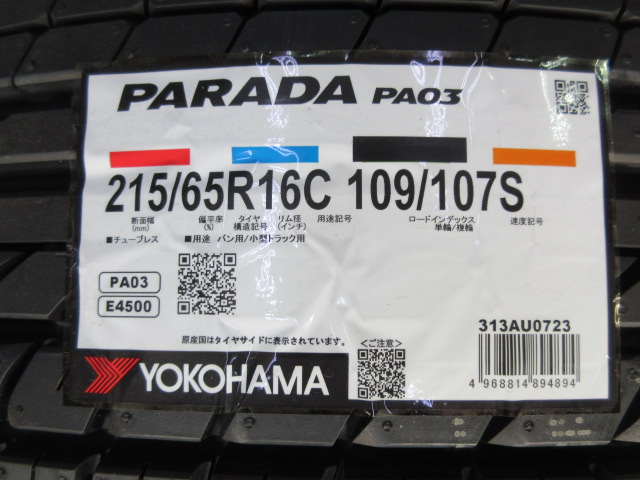 PARADA PA03
215/65R16C 109/107S
断面幅 (mm) 偏平率 (%) タイヤ構造記号 リム径 (インチ) 用途記号 ロードインデックス 単輪/複輪 速度記号
■チューブレス ■用途 バン用/小型トラック用
PA03
E4500
原産国はタイヤサイドに表示されています。
<ご注意>
313AU0723
4 968814 894894
YOKOHAMA